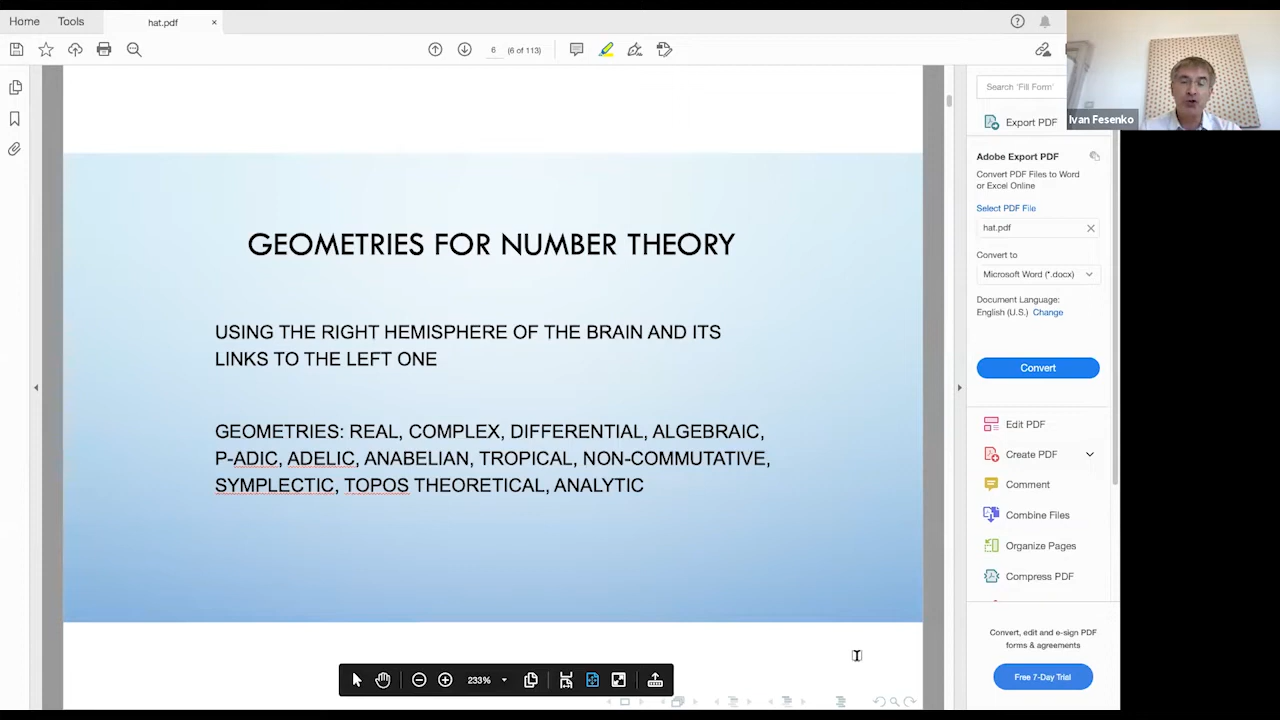 Home Tools hat.pdf ×
6 (6 of 113)
Ivan Fesenko
GEOMETRIES FOR NUMBER THEORY
USING THE RIGHT HEMISPHERE OF THE BRAIN AND ITS
LINKS TO THE LEFT ONE
GEOMETRIES: REAL, COMPLEX, DIFFERENTIAL, ALGEBRAIC,
P-ADIC, ADELIC, ANABELIAN, TROPICAL, NON-COMMUTATIVE,
SYMPLECTIC, TOPOS THEORETICAL, ANALYTIC
233%
Search 'Fill Form'
Export PDF
Adobe Export PDF
Convert PDF Files to Word
or Excel Online
Select PDF File
hat.pdf
Convert to
Microsoft Word (*.docx)
Document Language:
English (U.S.) Change
Convert
Edit PDF
Create PDF
Comment
Combine Files
Organize Pages
Compress PDF
Convert, edit and e-sign PDF
forms & agreements
Free 7-Day Trial